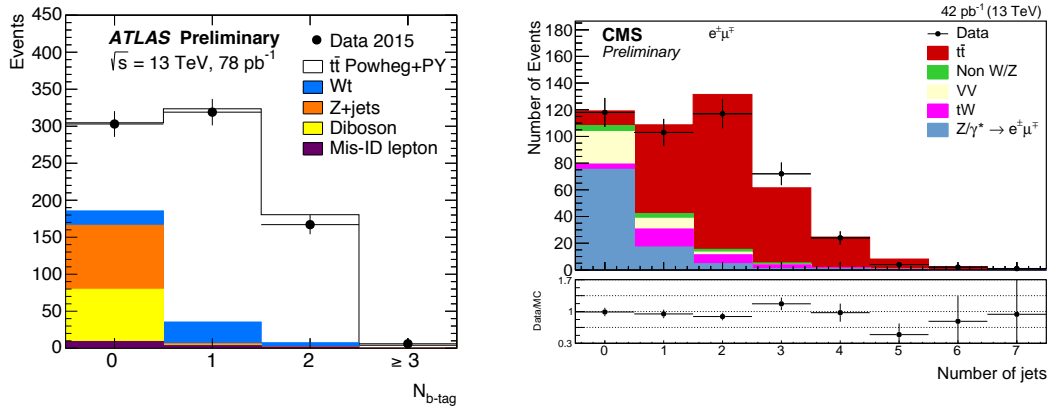 Events
450
400
350
300
250
200
150
100
50
0
ATLAS Preliminary
√s = 13 TeV, 78 pb⁻¹
Data 2015
tt̄ Powheg+PY
Wt
Z+jets
Diboson
Mis-ID lepton
0 1 2 ≥ 3
N_b-tag
42 pb⁻¹ (13 TeV)
Number of Events
180
160
140
120
100
80
60
40
20
0
CMS
Preliminary
e±μ∓
Data
tt̄
Non W/Z
VV
tW
Z/γ* → e±μ∓
Data/MC
1.7
1
0.3
0 1 2 3 4 5 6 7
Number of jets